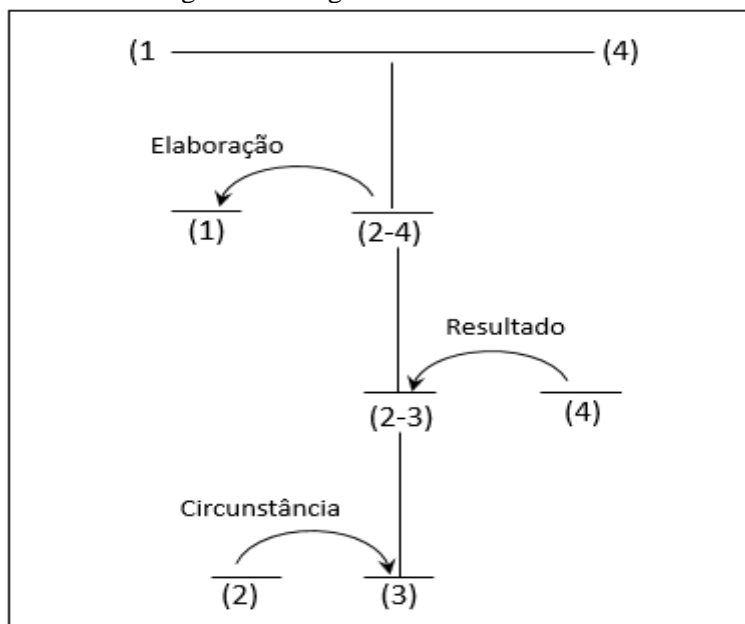 (1 (4)
Elaboração
(1) (2-4)
Resultado
(2-3) (4)
Circunstância
(2) (3)